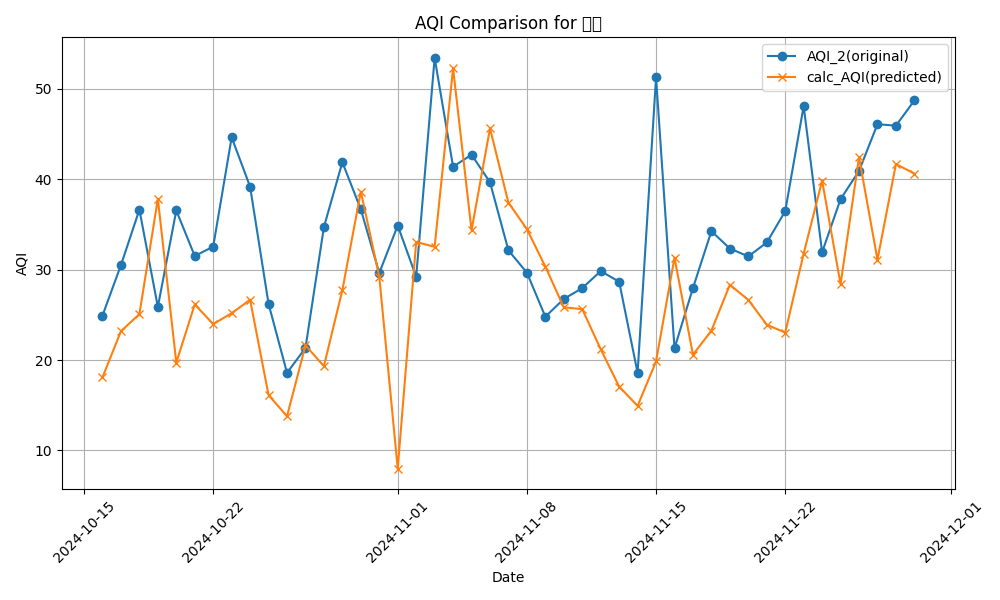 AQI Comparison for
AQI_2(original)
calc_AQI(predicted)
AQI
50
40
30
20
10
2024-10-15
2024-10-22
2024-11-01
2024-11-08
2024-11-15
2024-11-22
2024-12-01
Date